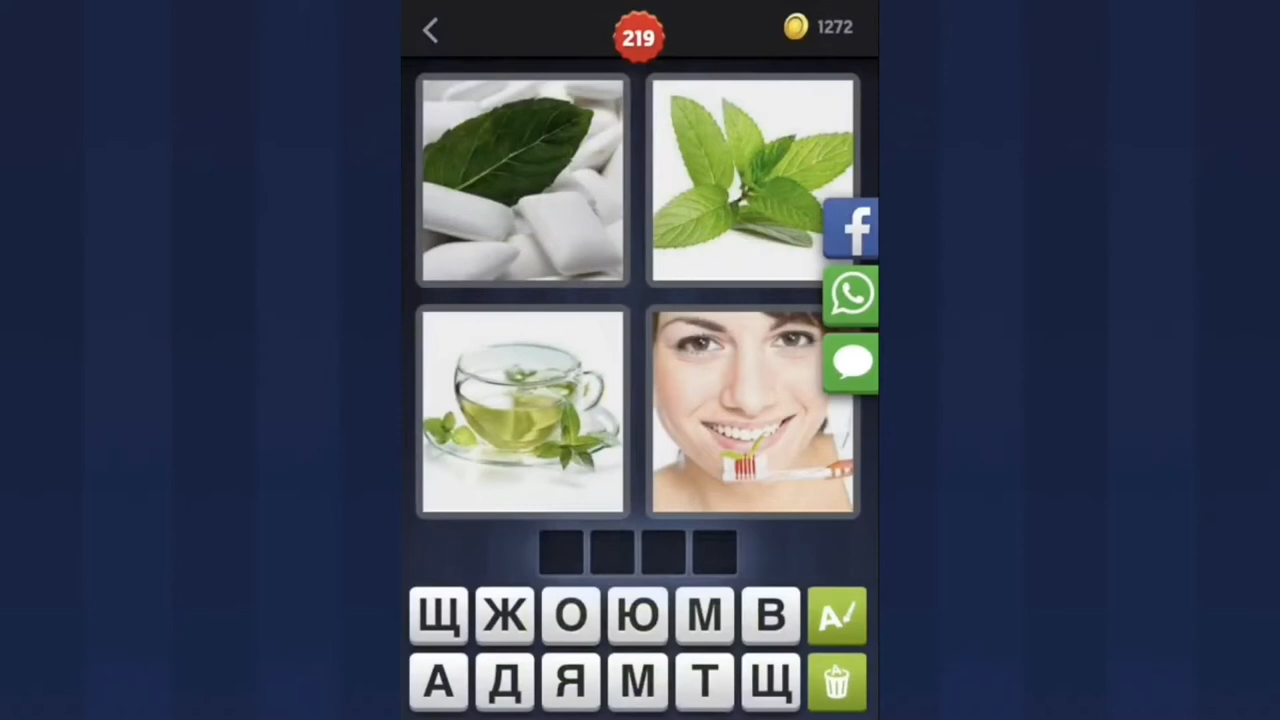 219
1272
Щ Ж О Ю М В А
А Д Я М Т Щ А